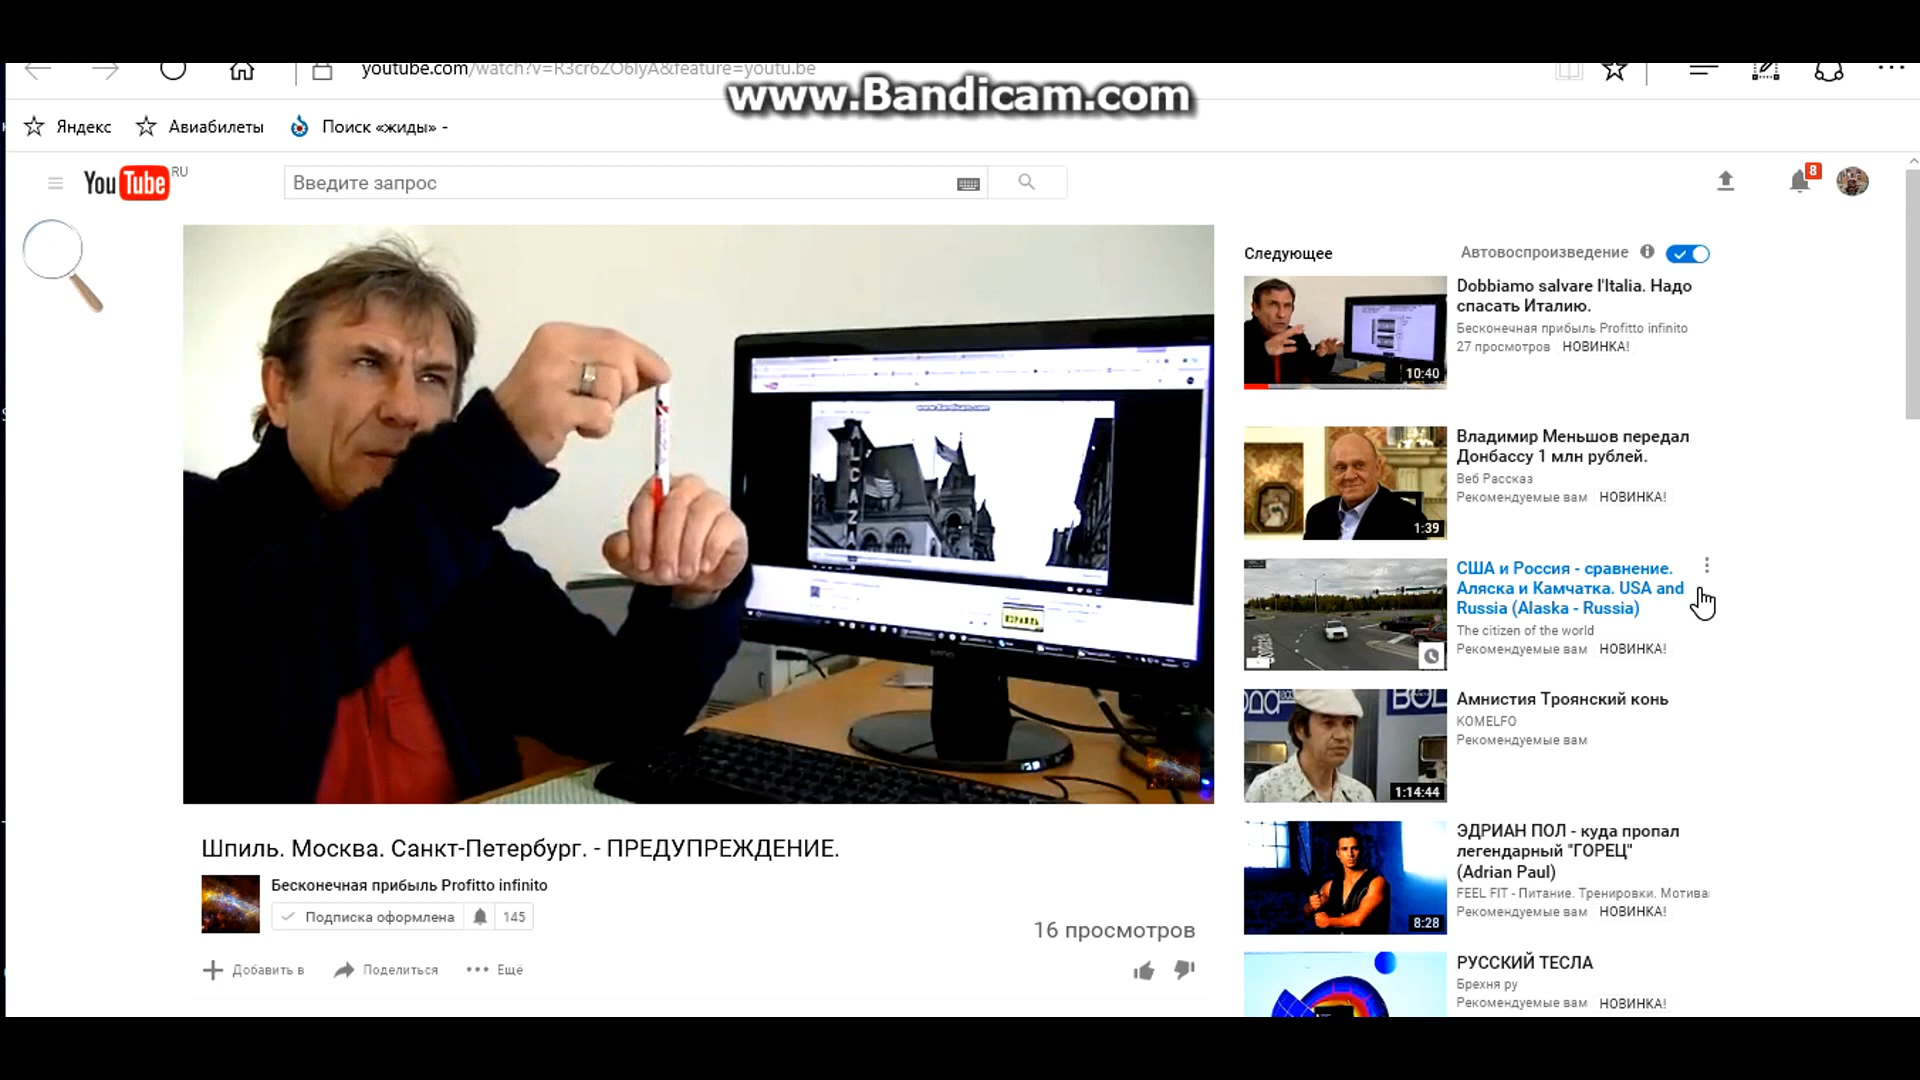 youtube.com/watch?v=R3cr6ZO6lyA&feature=youtu.be
www.Bandicam.com
Яндекс
Авиабилеты
Поиск «жиды» -
YouTube RU
Введите запрос
8
Следующее
Автовоспроизведение
Dobbiamo salvare l'Italia. Надо
спасать Италию.
Бесконечная прибыль Profitto infinito
27 просмотров НОВИНКА!
10:40
Владимир Меньшов передал
Донбассу 1 млн рублей.
Веб Рассказ
Рекомендуемые вам НОВИНКА!
1:39
США и Россия - сравнение.
Аляска и Камчатка. USA and
Russia (Alaska - Russia)
The citizen of the world
Рекомендуемые вам НОВИНКА!
Амнистия Троянский конь
KOMELFO
Рекомендуемые вам
1:14:44
ЭДРИАН ПОЛ - куда пропал
легендарный "ГОРЕЦ"
(Adrian Paul)
FEEL FIT - Питание. Тренировки. Мотива
Рекомендуемые вам НОВИНКА!
8:28
РУССКИЙ ТЕСЛА
Брехня ру
Рекомендуемые вам НОВИНКА!
www.Bandicam.com
ALCAZA
ИЗРАИЛЬ
Шпиль. Москва. Санкт-Петербург. - ПРЕДУПРЕЖДЕНИЕ.
Бесконечная прибыль Profitto infinito
Подписка оформлена 145
16 просмотров
Добавить в
Поделиться
Ещё